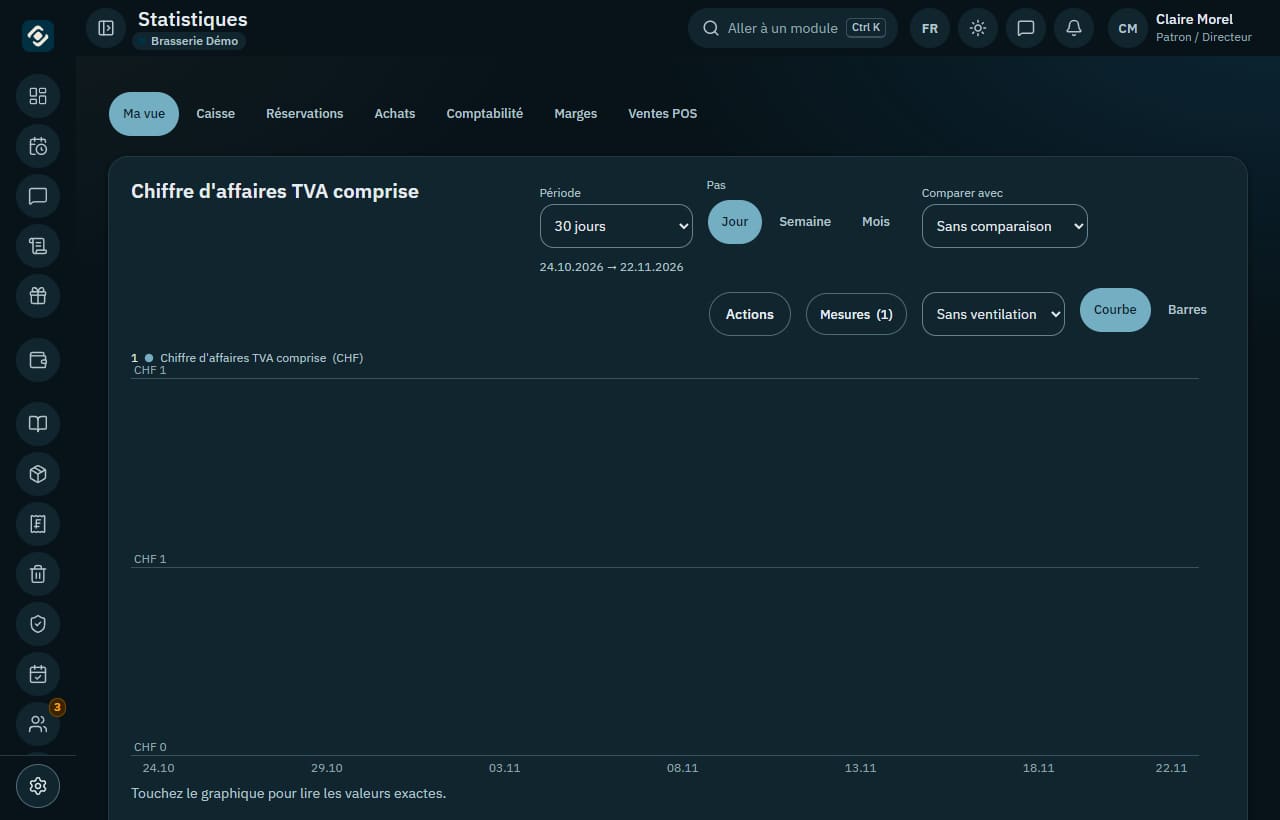 Statistiques
Brasserie Démo
Aller à un module Ctrl K
FR
CM
Claire Morel
Patron / Directeur
Ma vue Caisse Réservations Achats Comptabilité Marges Ventes POS
Chiffre d'affaires TVA comprise
Période
30 jours
24.10.2026 → 22.11.2026
Pas
Jour Semaine Mois
Comparer avec
Sans comparaison
Actions Mesures (1) Sans ventilation Courbe Barres
1 Chiffre d'affaires TVA comprise (CHF)
CHF 1
CHF 1
CHF 0
24.10 29.10 03.11 08.11 13.11 18.11 22.11
Touchez le graphique pour lire les valeurs exactes.
3